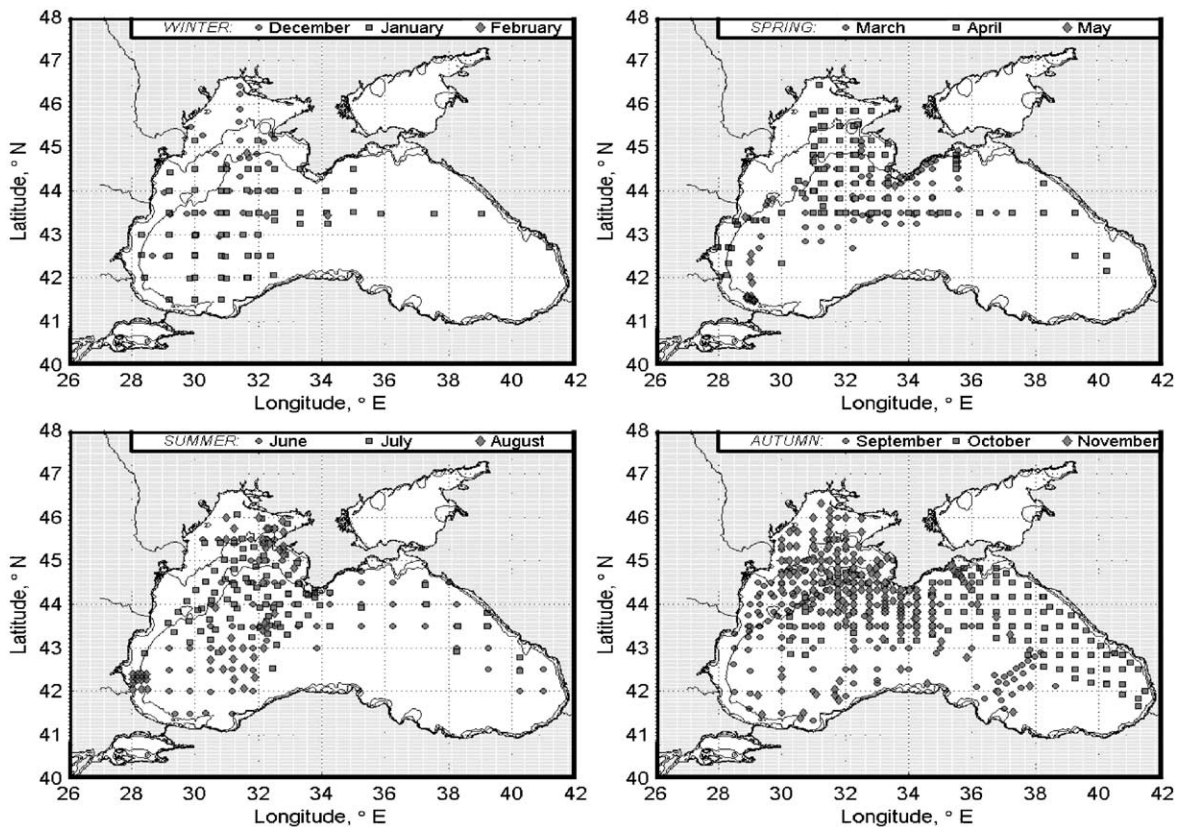 WINTER: December January February
48
47
46
45
44
43
42
41
40
Latitude, ° N
26 28 30 32 34 36 38 40 42
Longitude, ° E
SPRING: March April May
48
47
46
45
44
43
42
41
40
Latitude, ° N
26 28 30 32 34 36 38 40 42
Longitude, ° E
SUMMER: June July August
48
47
46
45
44
43
42
41
40
Latitude, ° N
26 28 30 32 34 36 38 40 42
Longitude, ° E
AUTUMN: September October November
48
47
46
45
44
43
42
41
40
Latitude, ° N
26 28 30 32 34 36 38 40 42
Longitude, ° E